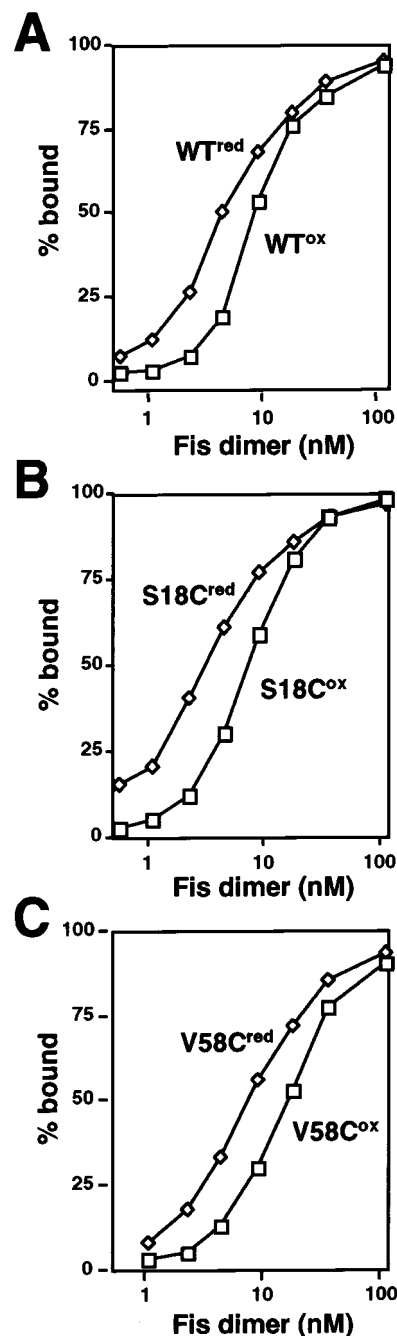 A
100
75
50
25
0
% bound
WTred
WTox
1 10 100
Fis dimer (nM)
B
100
75
50
25
0
% bound
S18Cred
S18Cox
1 10 100
Fis dimer (nM)
C
100
75
50
25
0
% bound
V58Cred
V58Cox
1 10 100
Fis dimer (nM)